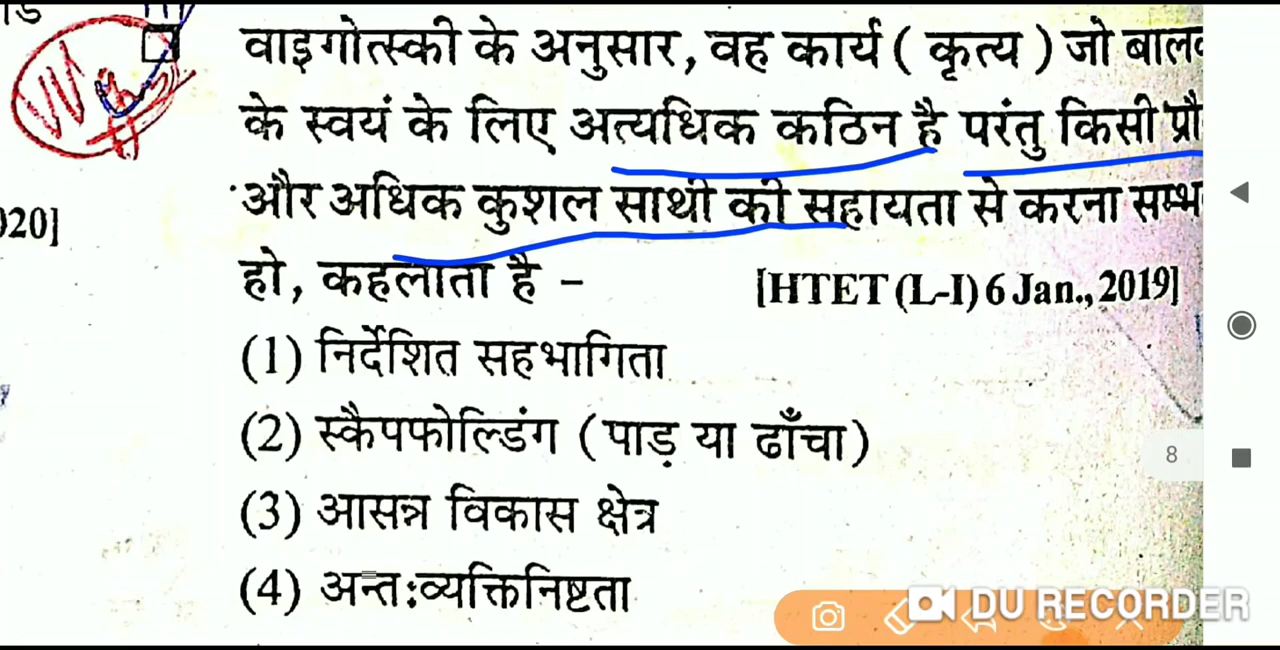 वाइगोत्स्की के अनुसार, वह कार्य ( कृत्य ) जो
के स्वयं के लिए अत्यधिक कठिन है परंतु किसी
और अधिक कुशल साथी की सहायता से करना
020]
हो, कहलाता है –
[HTET (L-I) 6 Jan., 2019]
(1) निर्देशित सहभागिता
(2) स्कैपफोल्डिंग (पाड़ या ढाँचा)
8
(3) आसन्न विकास क्षेत्र
(4) अन्तःव्यक्तिनिष्टता
DU RECORDER